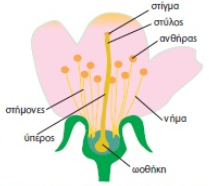 στίγμα
στύλος
ανθήρας
στήμονες
νήμα
ύπερος
ωοθήκη